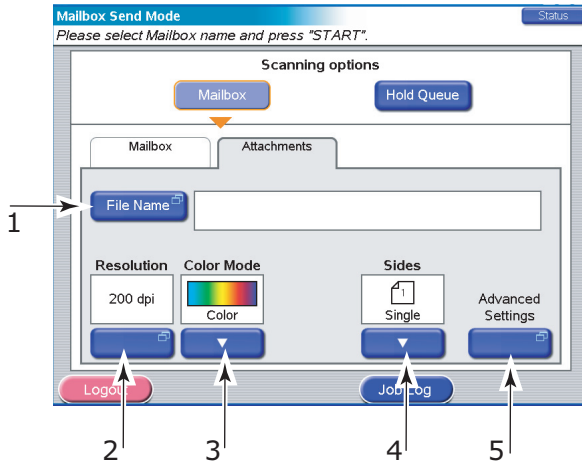 Mailbox Send Mode
Status
Please select Mailbox name and press "START".
Scanning options
Mailbox
Hold Queue
Mailbox
Attachments
File Name
1
Resolution
Color Mode
Sides
200 dpi
1
Color
Single
Advanced
Settings
Logout
Job Log
2
3
4
5